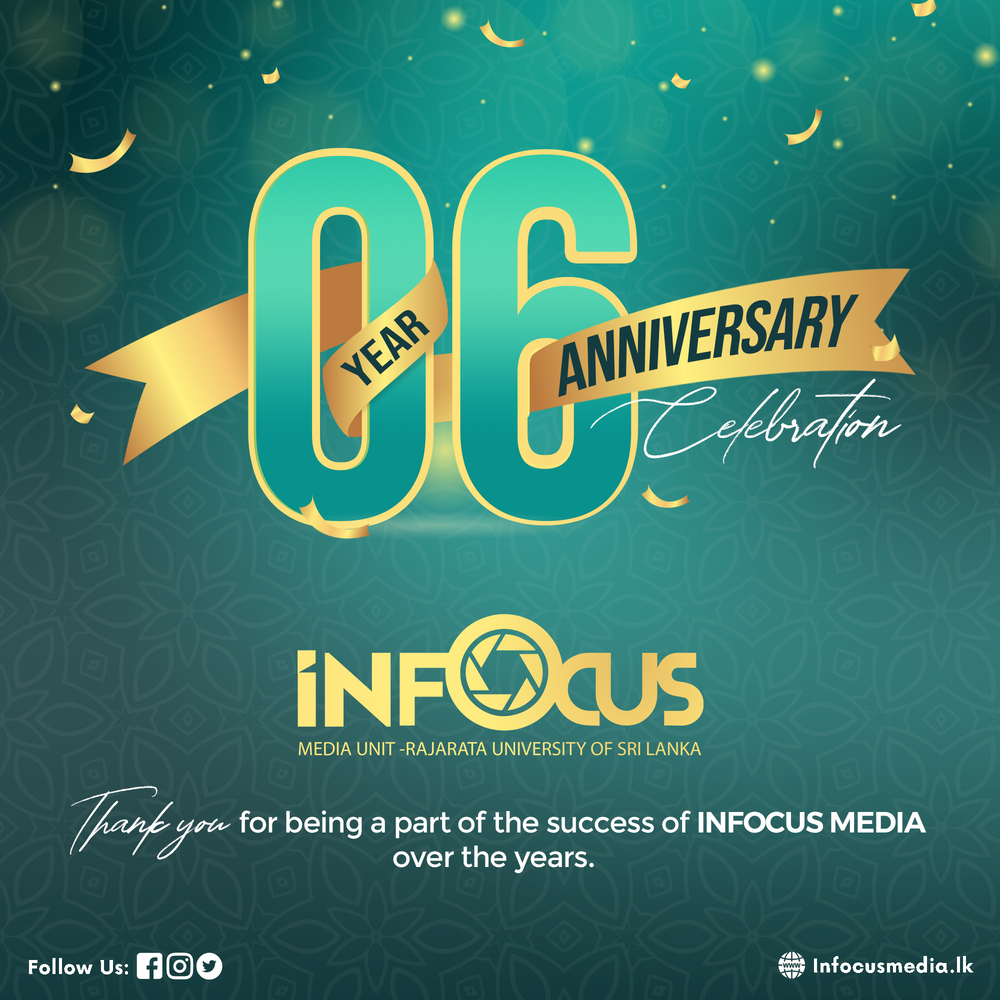 06
YEAR
ANNIVERSARY
Celebration
iNFOCUS
MEDIA UNIT -RAJARATA UNIVERSITY OF SRI LANKA
Thank you for being a part of the success of INFOCUS MEDIA
over the years.
Follow Us:
www Infocusmedia.lk